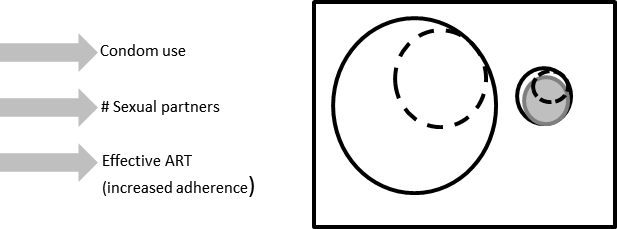 Condom use
# Sexual partners
Effective ART
(increased adherence)